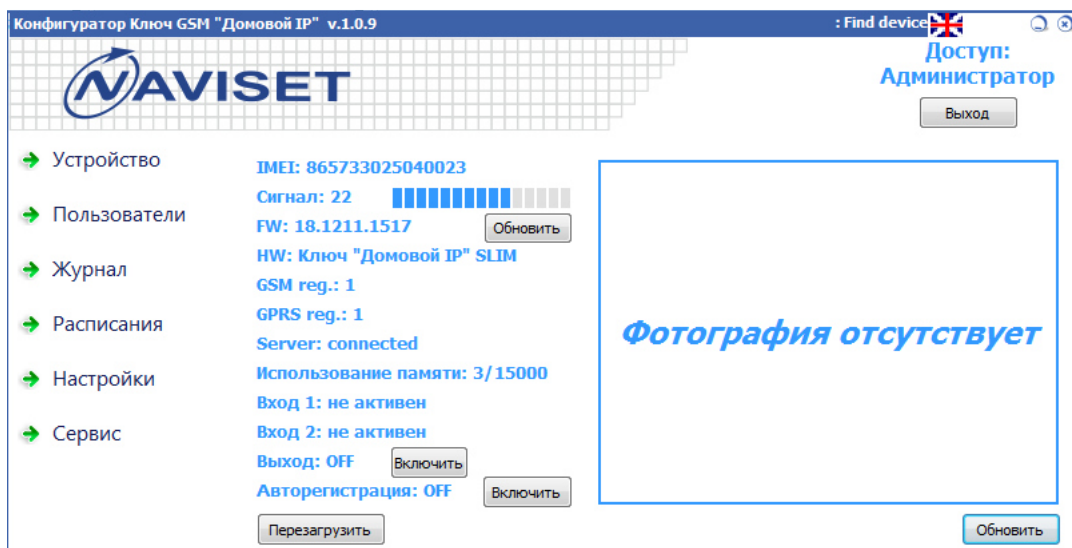 Конфигуратор Ключ GSM "Домовой IP" v.1.0.9
: Find device
NAVISET
Доступ:
Администратор
Выход
Устройство
Пользователи
Журнал
Расписания
Настройки
Сервис
IMEI: 865733025040023
Сигнал: 22
FW: 18.1211.1517 Обновить
HW: Ключ "Домовой IP" SLIM
GSM reg.: 1
GPRS reg.: 1
Server: connected
Использование памяти: 3/15000
Вход 1: не активен
Вход 2: не активен
Выход: OFF Включить
Авторегистрация: OFF Включить
Перезагрузить
Фотография отсутствует
Обновить